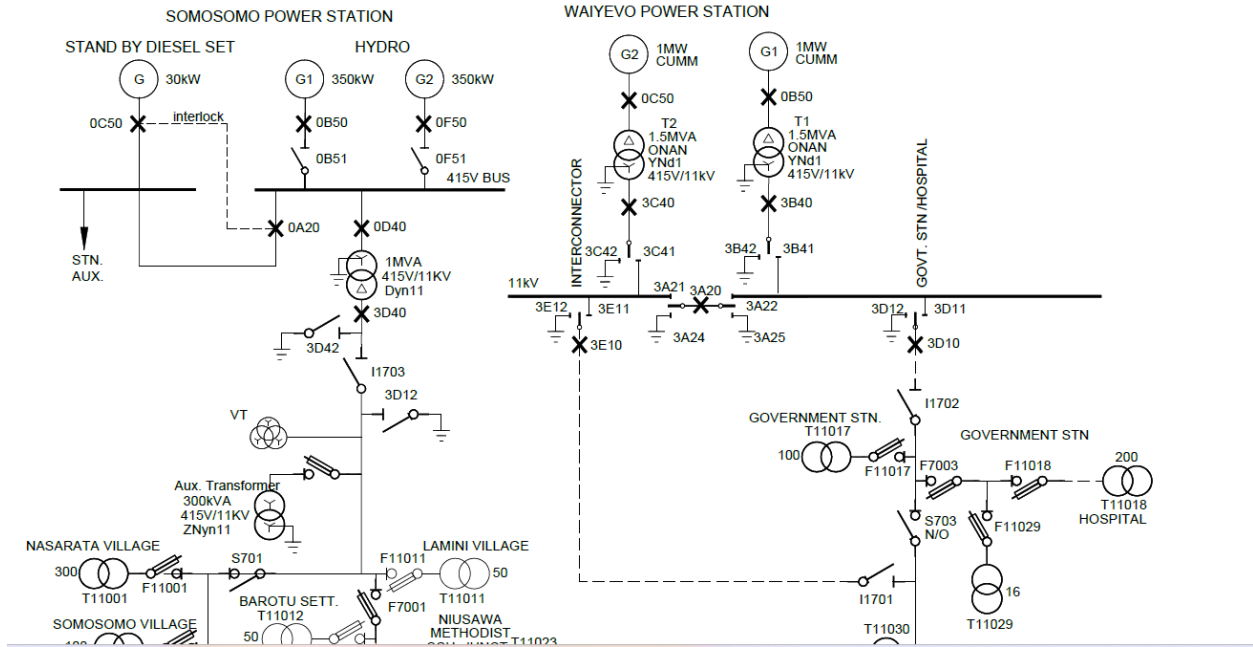 SOMOSOMO POWER STATION
STAND BY DIESEL SET
HYDRO
G
30kW
G1
350kW
G2
350kW
0C50
interlock
0B50
0F50
0B51
0F51
415V BUS
0A20
0D40
STN.
AUX.
1MVA
415V/11KV
Dyn11
3D40
3D42
I1703
3D12
VT
Aux. Transformer
300kVA
415V/11KV
ZNyn11
NASARATA VILLAGE
300
T11001
F11001
S701
F11011
LAMINI VILLAGE
50
T11011
BAROTU SETT.
T11012
50
F7001
NIUSAWA
METHODIST
T11023
SOMOSOMO VILLAGE
WAIYEVO POWER STATION
G2
1MW
CUMM
G1
1MW
CUMM
0C50
0B50
T2
1.5MVA
ONAN
YNd1
415V/11kV
T1
1.5MVA
ONAN
YNd1
415V/11kV
3C40
3B40
3C42
3C41
3B42
3B41
INTERCONNECTOR
GOVT. STN /HOSPITAL
11kV
3A21
3A20
3A22
3E12
3E11
3A24
3A25
3D12
3D11
3E10
3D10
I1702
GOVERNMENT STN.
T11017
100
F11017
GOVERNMENT STN
F7003
F11018
200
T11018
HOSPITAL
S703
N/O
F11029
16
T11029
I1701
T11030